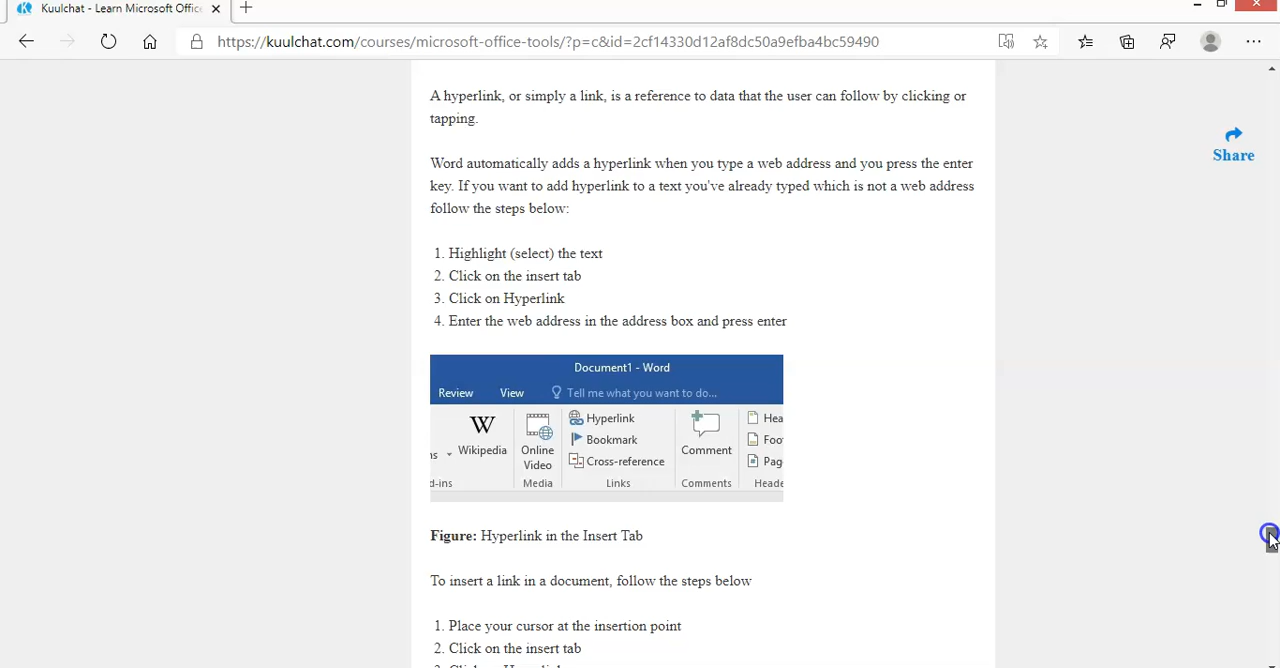 Kuulchat - Learn Microsoft Offic
https://kuulchat.com/courses/microsoft-office-tools/?p=c&id=2cf14330d12af8dc50a9efba4bc59490
A hyperlink, or simply a link, is a reference to data that the user can follow by clicking or
tapping.
Share
Word automatically adds a hyperlink when you type a web address and you press the enter
key. If you want to add hyperlink to a text you've already typed which is not a web address
follow the steps below:
1. Highlight (select) the text
2. Click on the insert tab
3. Click on Hyperlink
4. Enter the web address in the address box and press enter
Document1 - Word
Review View Tell me what you want to do...
W Hyperlink Hea
Bookmark Foo
ns Wikipedia Online Video Cross-reference Comment Pag
d-ins Media Links Comments Heade
Figure: Hyperlink in the Insert Tab
To insert a link in a document, follow the steps below
1. Place your cursor at the insertion point
2. Click on the insert tab